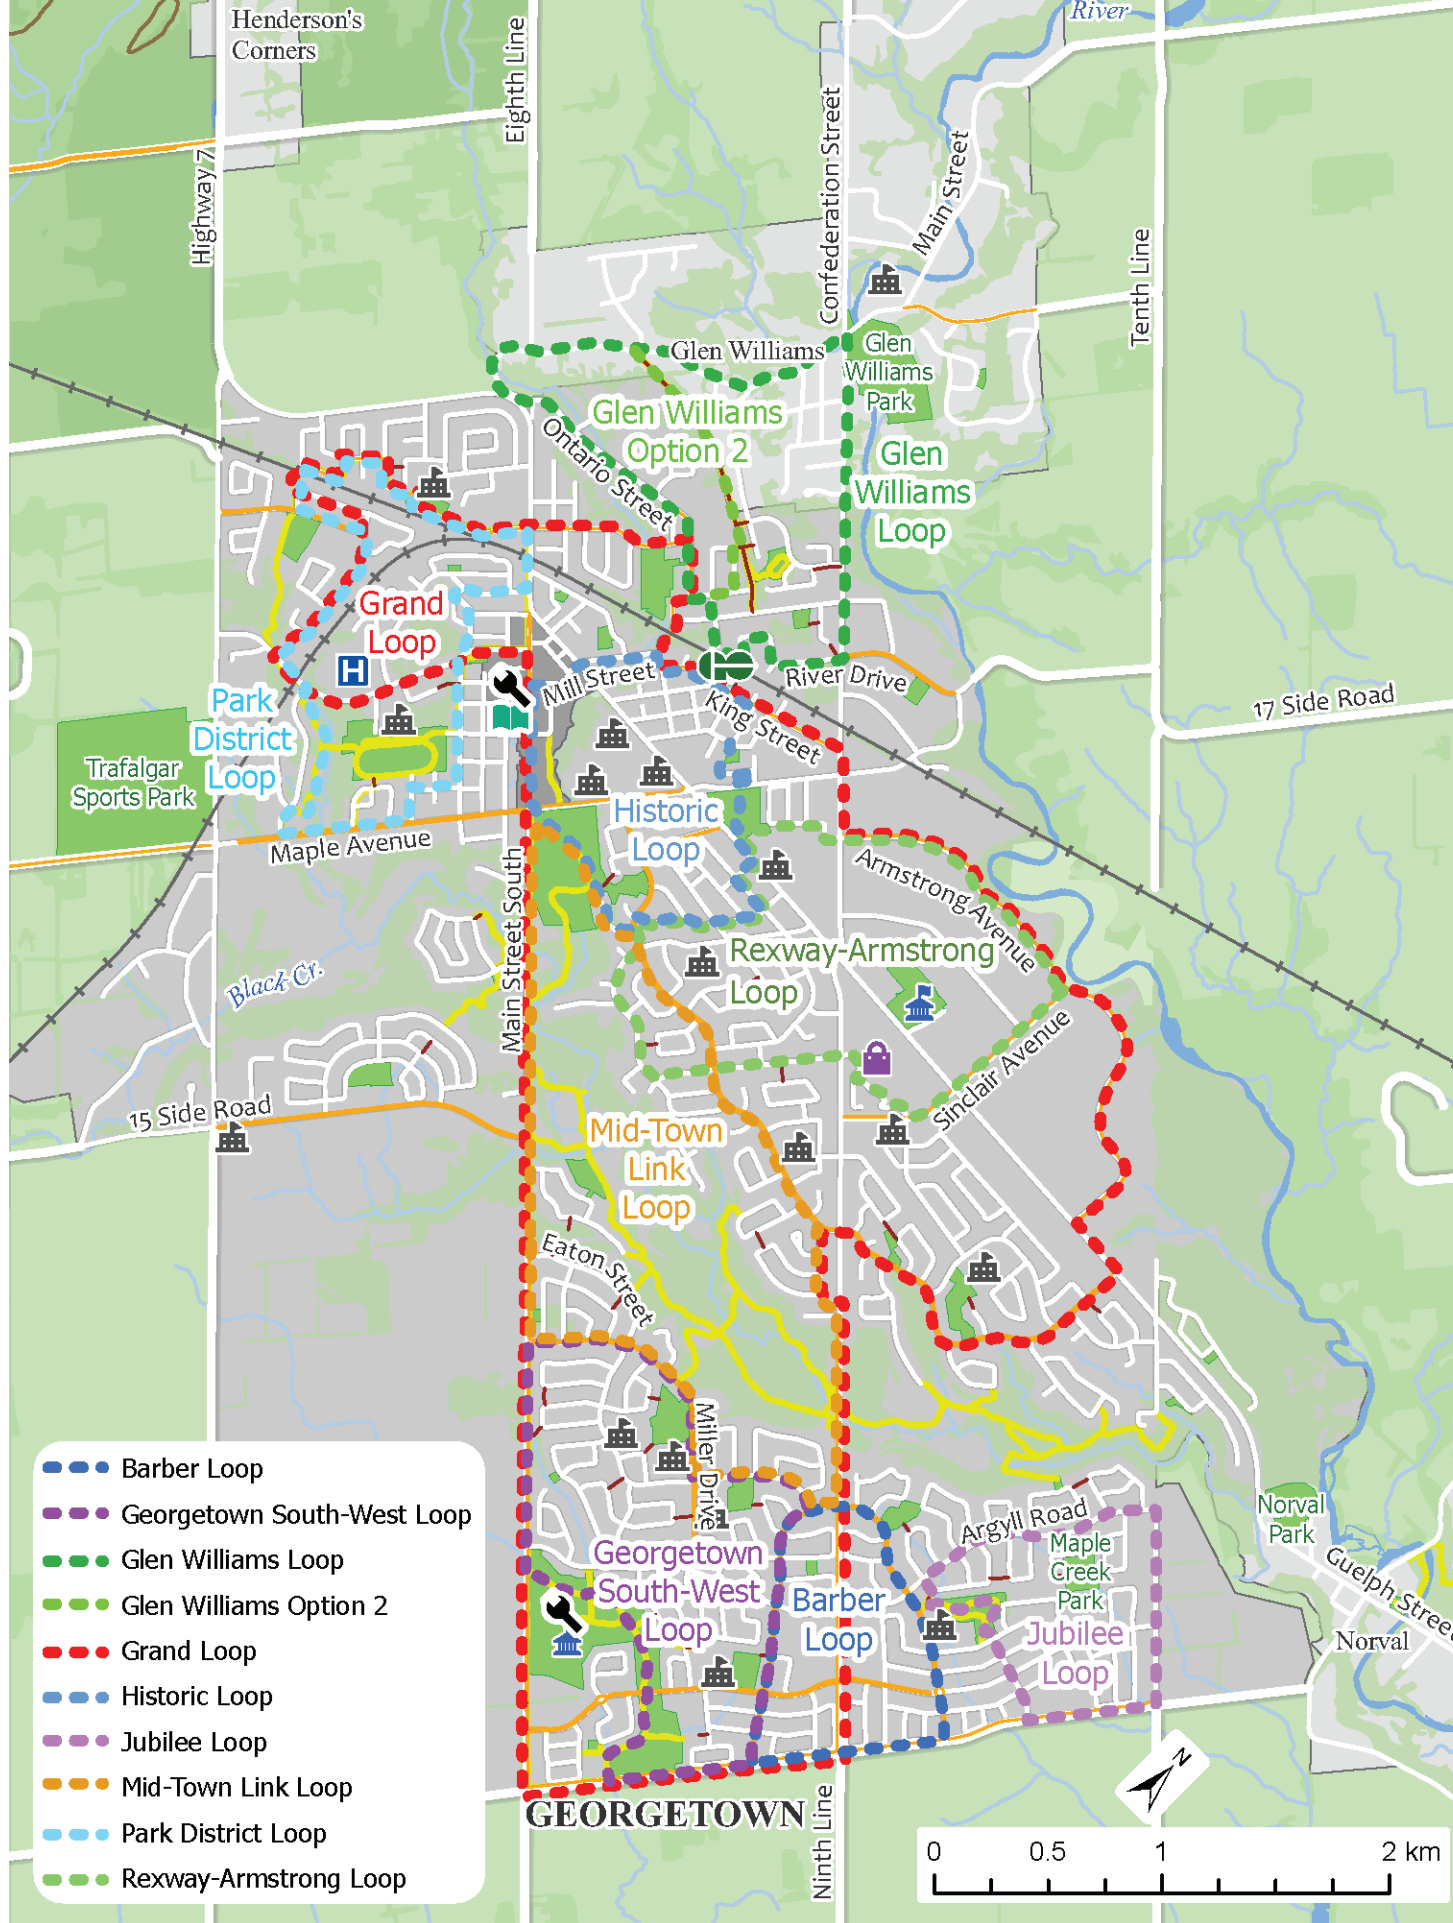 River
Henderson's
Corners
Eighth Line
Confederation Street
Main Street
Highway 7
Tenth Line
Glen Williams
Glen
Williams
Park
Glen Williams
Option 2
Ontario Street
Glen
Williams
Loop
Grand
Loop
H
Mill Street
River Drive
King Street
17 Side Road
Park
District
Loop
Trafalgar
Sports Park
Historic
Loop
Maple Avenue
Armstrong Avenue
Main Street South
Rexway-Armstrong
Loop
Black Cr.
Sinclair Avenue
15 Side Road
Mid-Town
Link
Loop
Eaton Street
Miller Drive
Argyll Road
Maple
Creek
Park
Norval
Park
Guelph Street
Norval
Georgetown
South-West
Loop
Barber
Loop
Jubilee
Loop
N
GEORGETOWN
Ninth Line
Barber Loop
Georgetown South-West Loop
Glen Williams Loop
Glen Williams Option 2
Grand Loop
Historic Loop
Jubilee Loop
Mid-Town Link Loop
Park District Loop
Rexway-Armstrong Loop
0 0.5 1 2 km